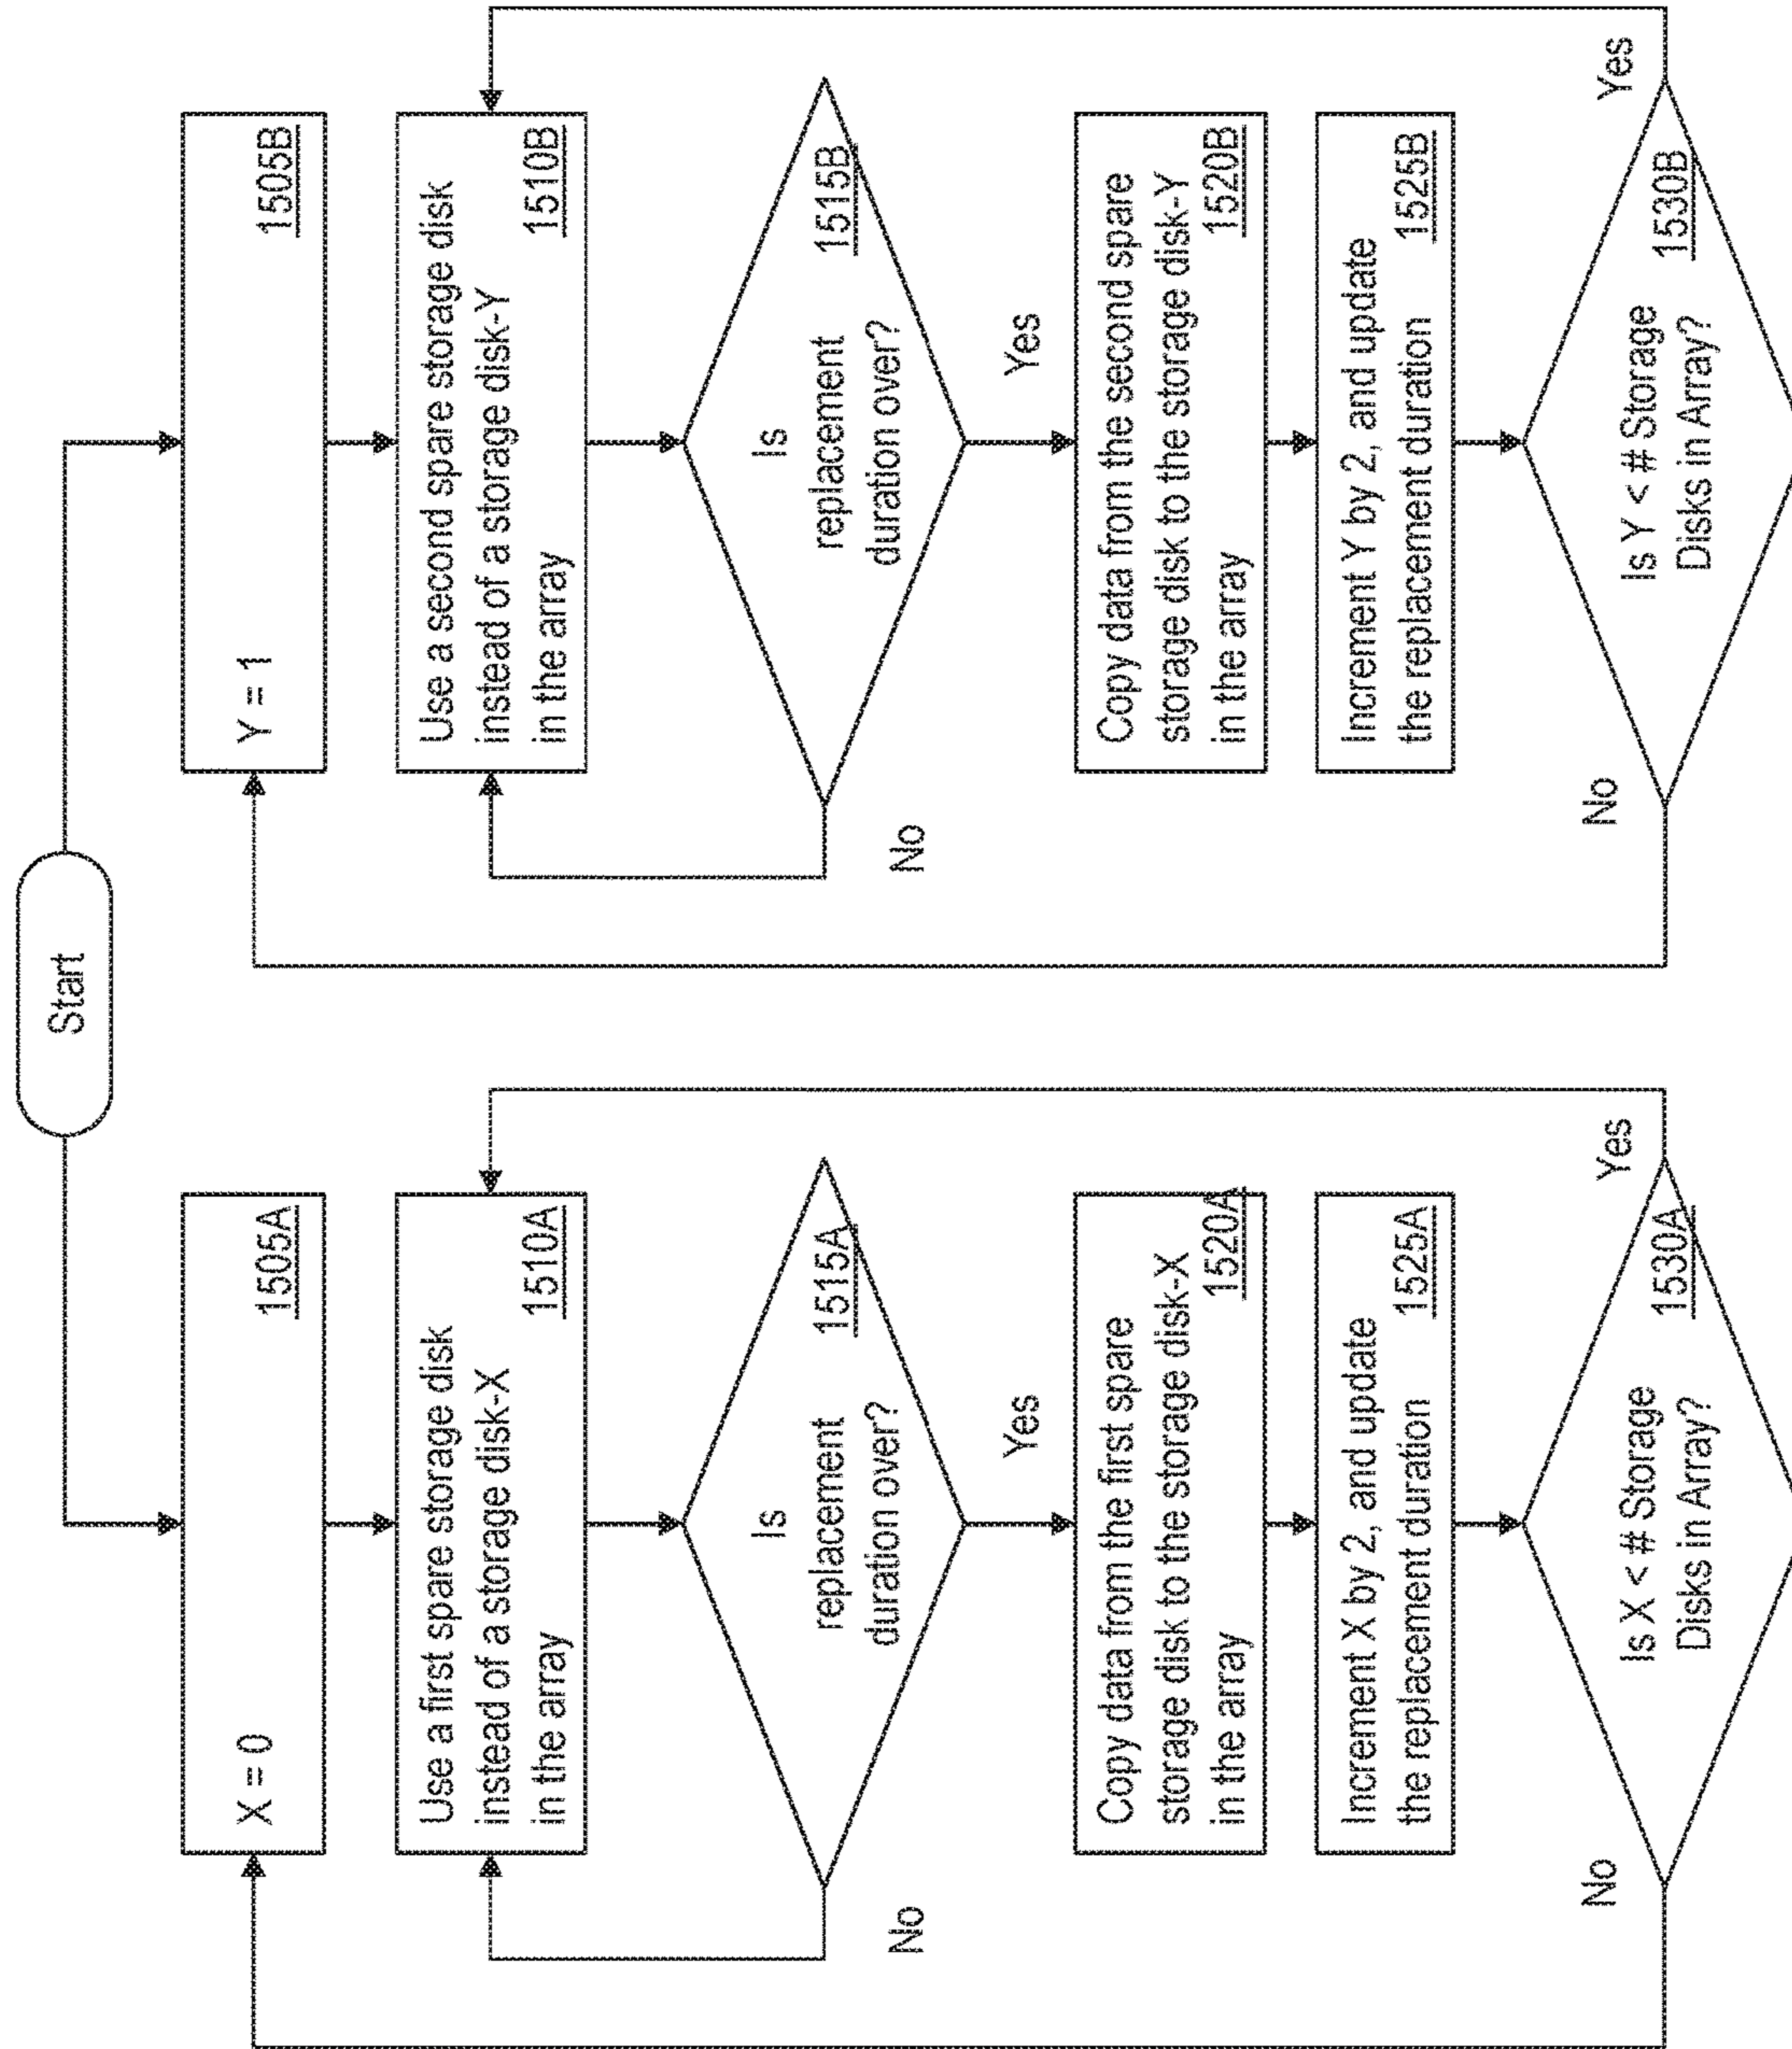 Start
X = 0
1505A
Use a first spare storage disk
instead of a storage disk-X
in the array
1510A
Is
replacement
duration over?
1515A
No
Yes
Copy data from the first spare
storage disk to the storage disk-X
in the array
1520A
Increment X by 2, and update
the replacement duration
1525A
Is X < # Storage
Disks in Array?
1530A
No
Yes
Y = 1
1505B
Use a second spare storage disk
instead of a storage disk-Y
in the array
1510B
Is
replacement
duration over?
1515B
No
Yes
Copy data from the second spare
storage disk to the storage disk-Y
in the array
1520B
Increment Y by 2, and update
the replacement duration
1525B
Is Y < # Storage
Disks in Array?
1530B
No
Yes